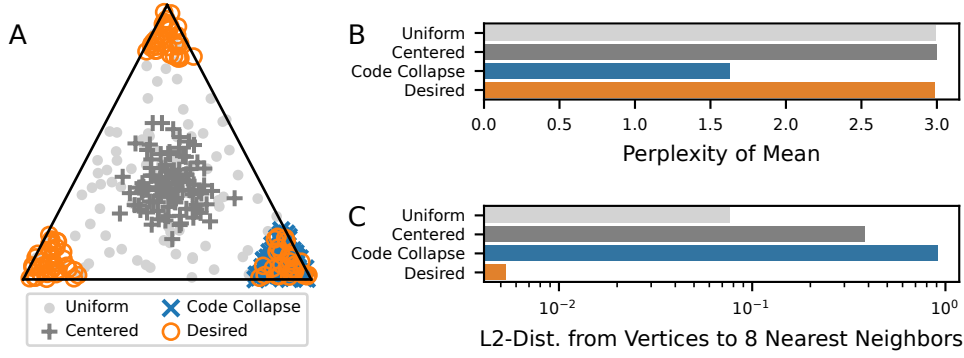 A
Uniform
Code Collapse
Centered
Desired
B
Uniform
Centered
Code Collapse
Desired
0.0 0.5 1.0 1.5 2.0 2.5 3.0
Perplexity of Mean
C
Uniform
Centered
Code Collapse
Desired
10⁻² 10⁻¹ 10⁰
L2-Dist. from Vertices to 8 Nearest Neighbors